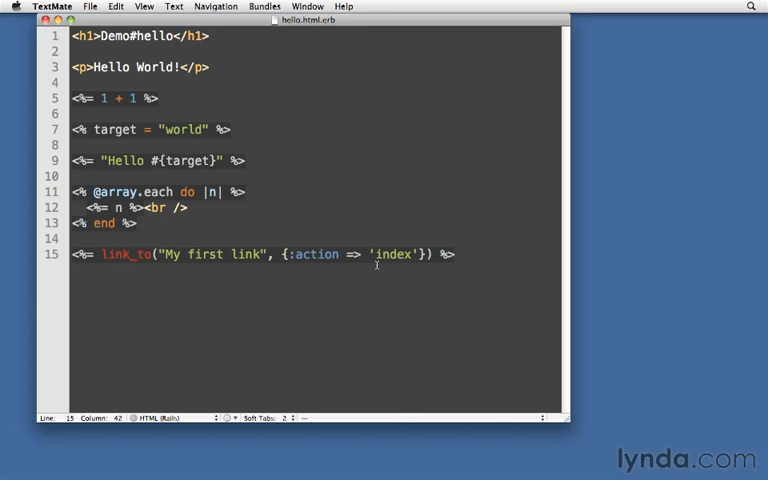 TextMate File Edit View Text Navigation Bundles Window Help
hello.html.erb
1 <h1>Demo#hello</h1>
2
3 <p>Hello World!</p>
4
5 <%= 1 + 1 %>
6
7 <% target = "world" %>
8
9 <%= "Hello #{target}" %>
10
11 <% @array.each do |n| %>
12 <%= n %><br />
13 <% end %>
14
15 <%= link_to("My first link", {:action => 'index'}) %>
Line: 15 Column: 42 HTML (Rails) Soft Tabs: 2 —
lynda.com